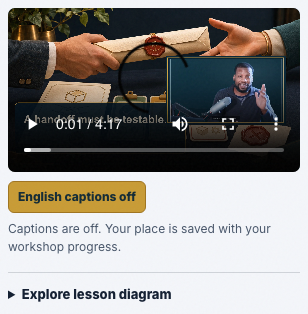 A handoff must be testable.
0:01 / 4:17
English captions off
Captions are off. Your place is saved with your
workshop progress.
Explore lesson diagram